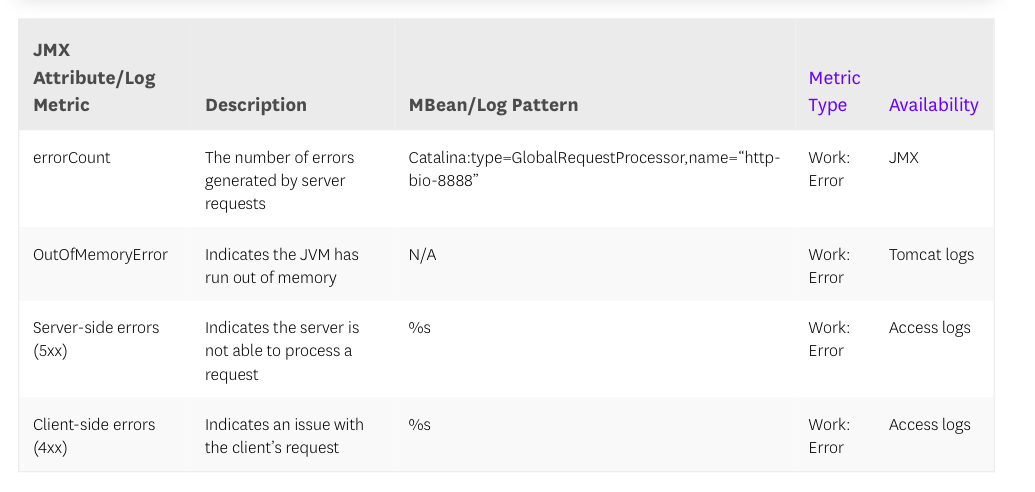 JMX
Attribute/Log
Metric
Description
MBean/Log Pattern
Metric
Type
Availability
errorCount
The number of errors
generated by server
requests
Catalina:type=GlobalRequestProcessor,name=“http-
bio-8888”
Work:
Error
JMX
OutOfMemoryError
Indicates the JVM has
run out of memory
N/A
Work:
Error
Tomcat logs
Server-side errors
(5xx)
Indicates the server is
not able to process a
request
%s
Work:
Error
Access logs
Client-side errors
(4xx)
Indicates an issue with
the client’s request
%s
Work:
Error
Access logs